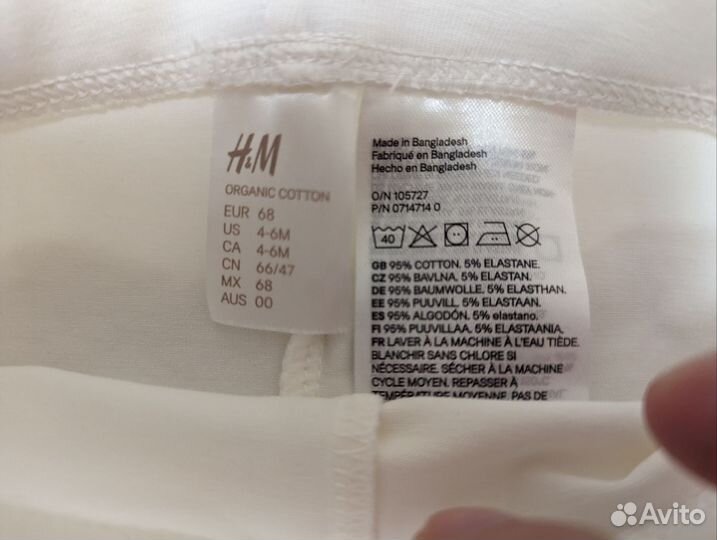 H&M
ORGANIC COTTON
EUR 68
US 4-6M
CA 4-6M
CN 66/47
MX 68
AUS 00
Made in Bangladesh
Fabriqué en Bangladesh
Hecho en Bangladesh
O/N 105727
P/N 0714714 0
40
GB 95% COTTON. 5% ELASTANE.
CZ 95% BAVLNA. 5% ELASTAN.
DE 95% BAUMWOLLE. 5% ELASTHAN.
EE 95% PUUVILL. 5% ELASTAAN.
ES 95% ALGODÓN. 5% elastano.
FI 95% PUUVILLAA. 5% ELASTAANIA.
FR LAVER À LA MACHINE À L'EAU TIÈDE.
BLANCHIR SANS CHLORE SI
NÉCESSAIRE. SÉCHER À LA MACHINE
CYCLE MOYEN. REPASSER À
TEMPÉRATURE MOYENNE. PAS DE
Avito